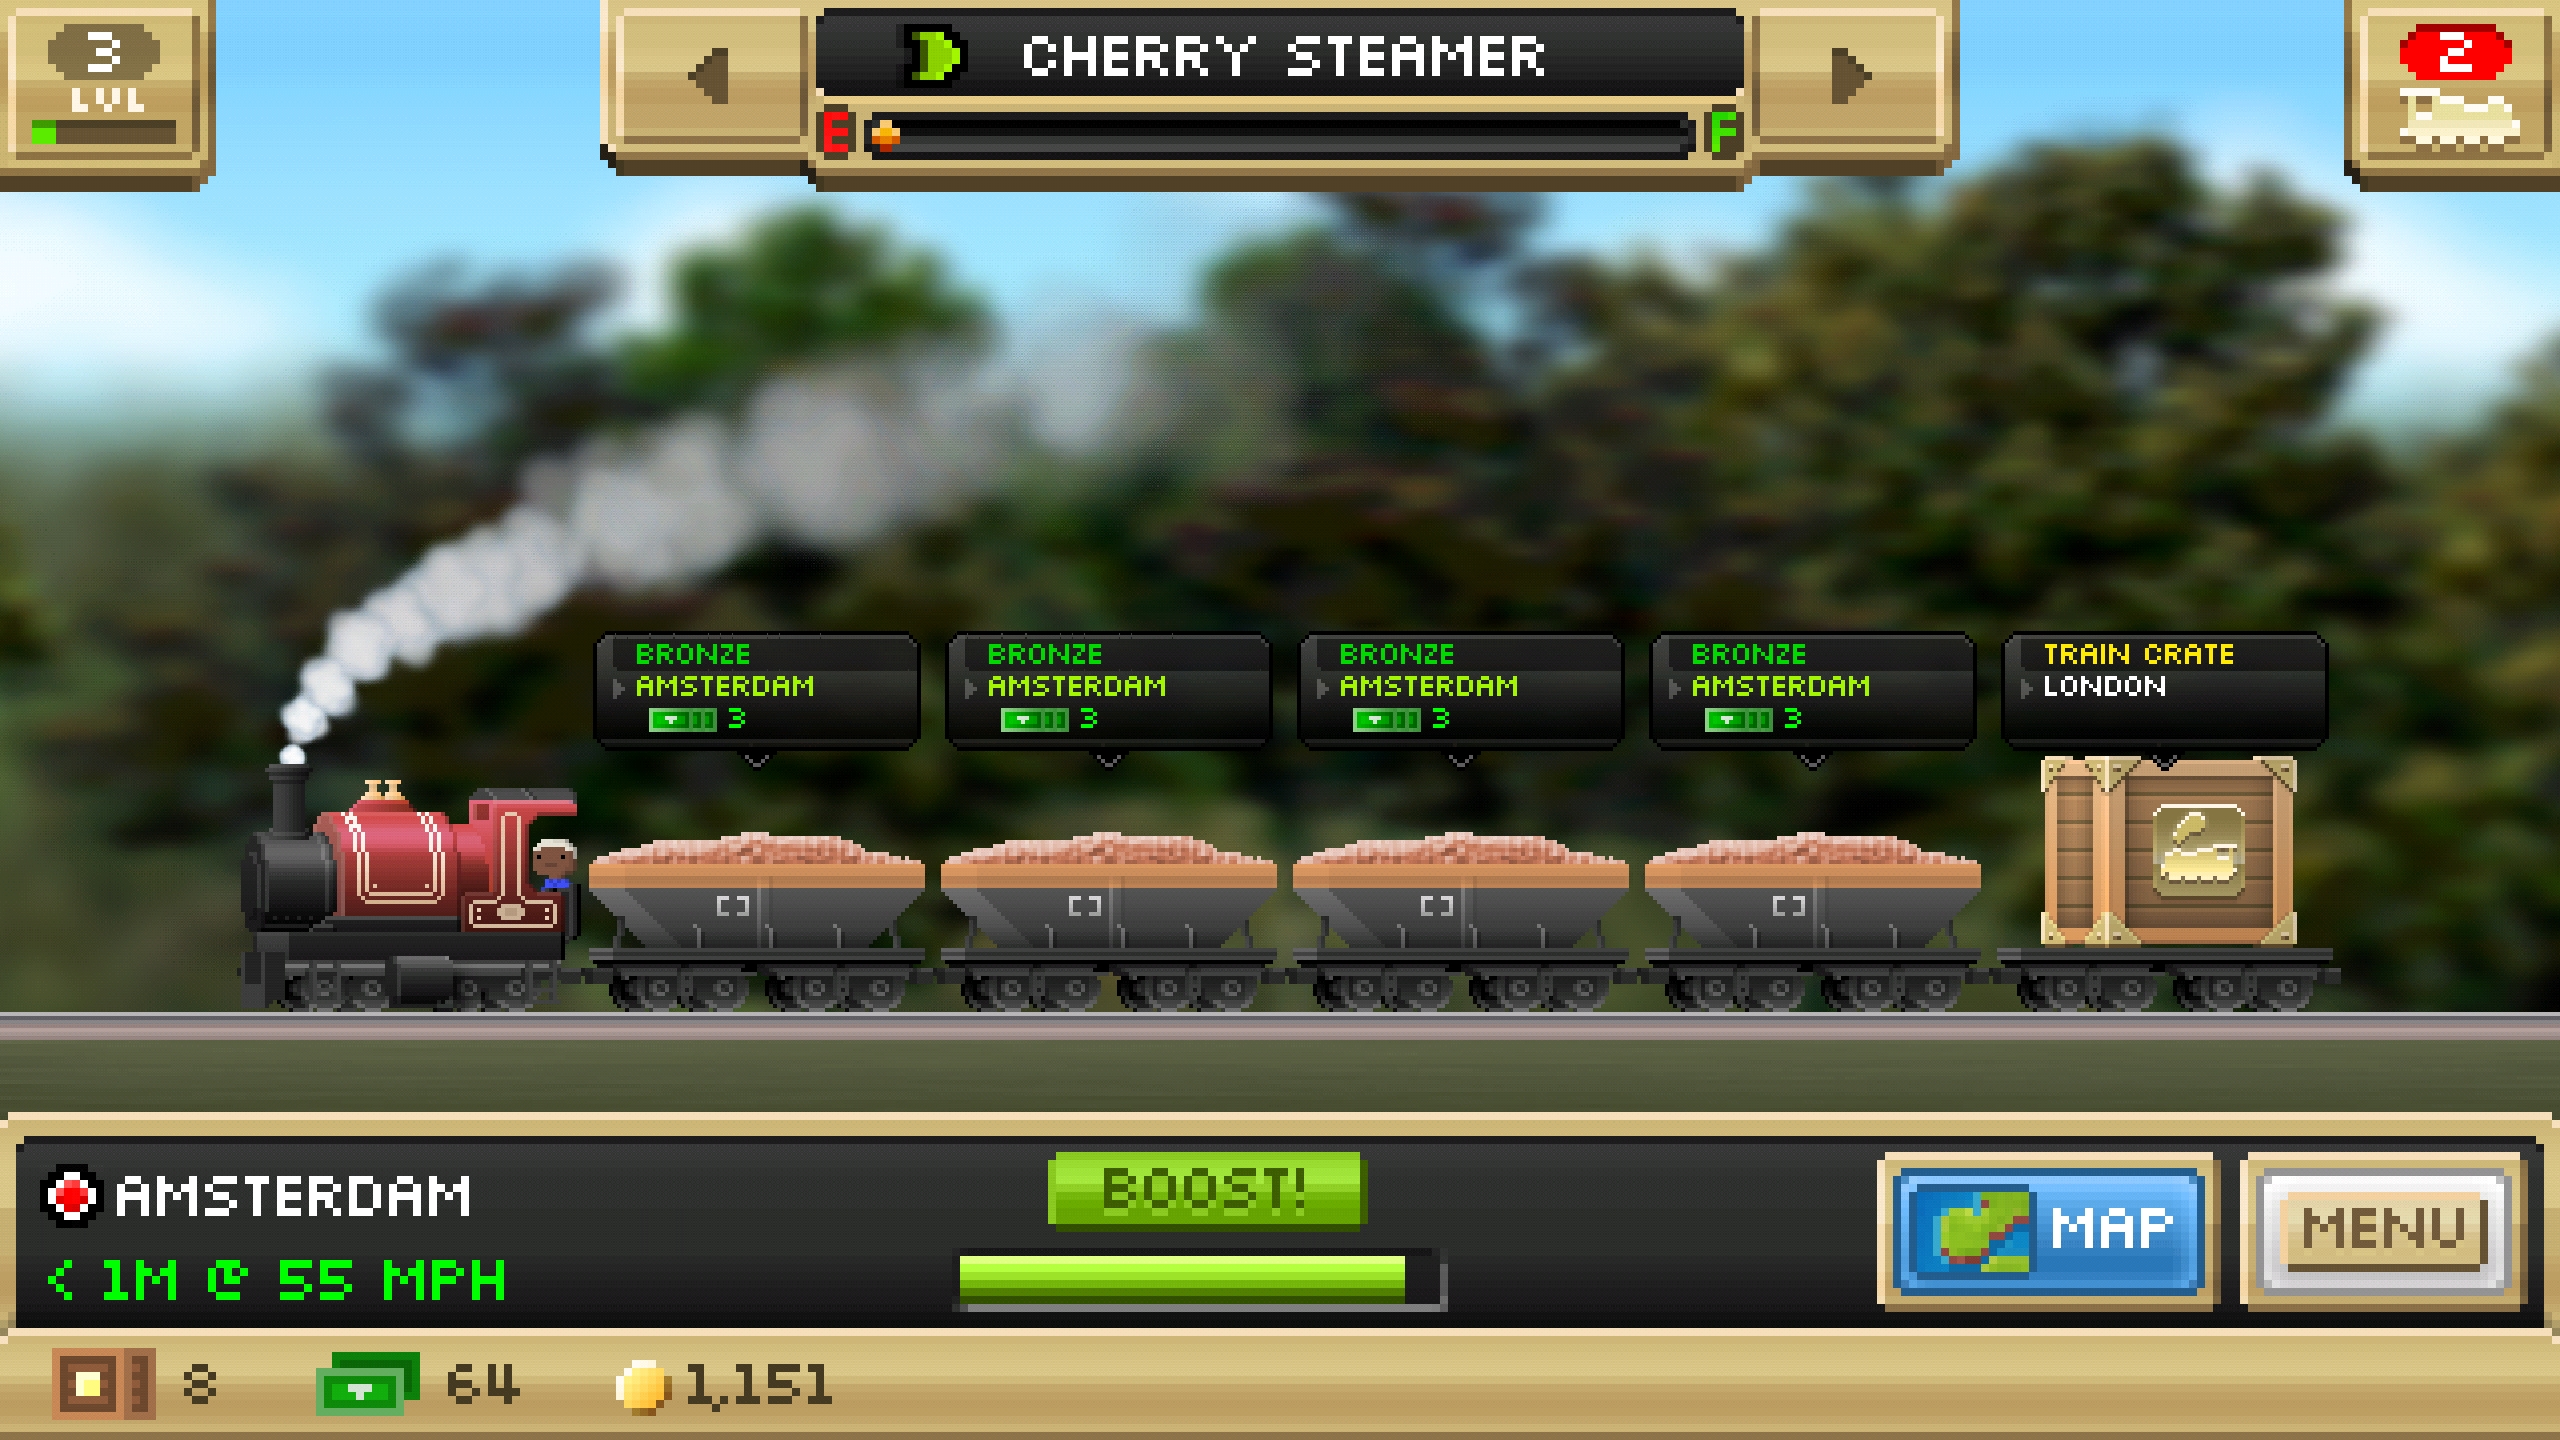 3
LVL
CHERRY STEAMER
E F
2
BRONZE
AMSTERDAM
3
BRONZE
AMSTERDAM
3
BRONZE
AMSTERDAM
3
BRONZE
AMSTERDAM
3
TRAIN CRATE
LONDON
AMSTERDAM
< 1M @ 55 MPH
BOOST!
MAP
MENU
8 64 1,151